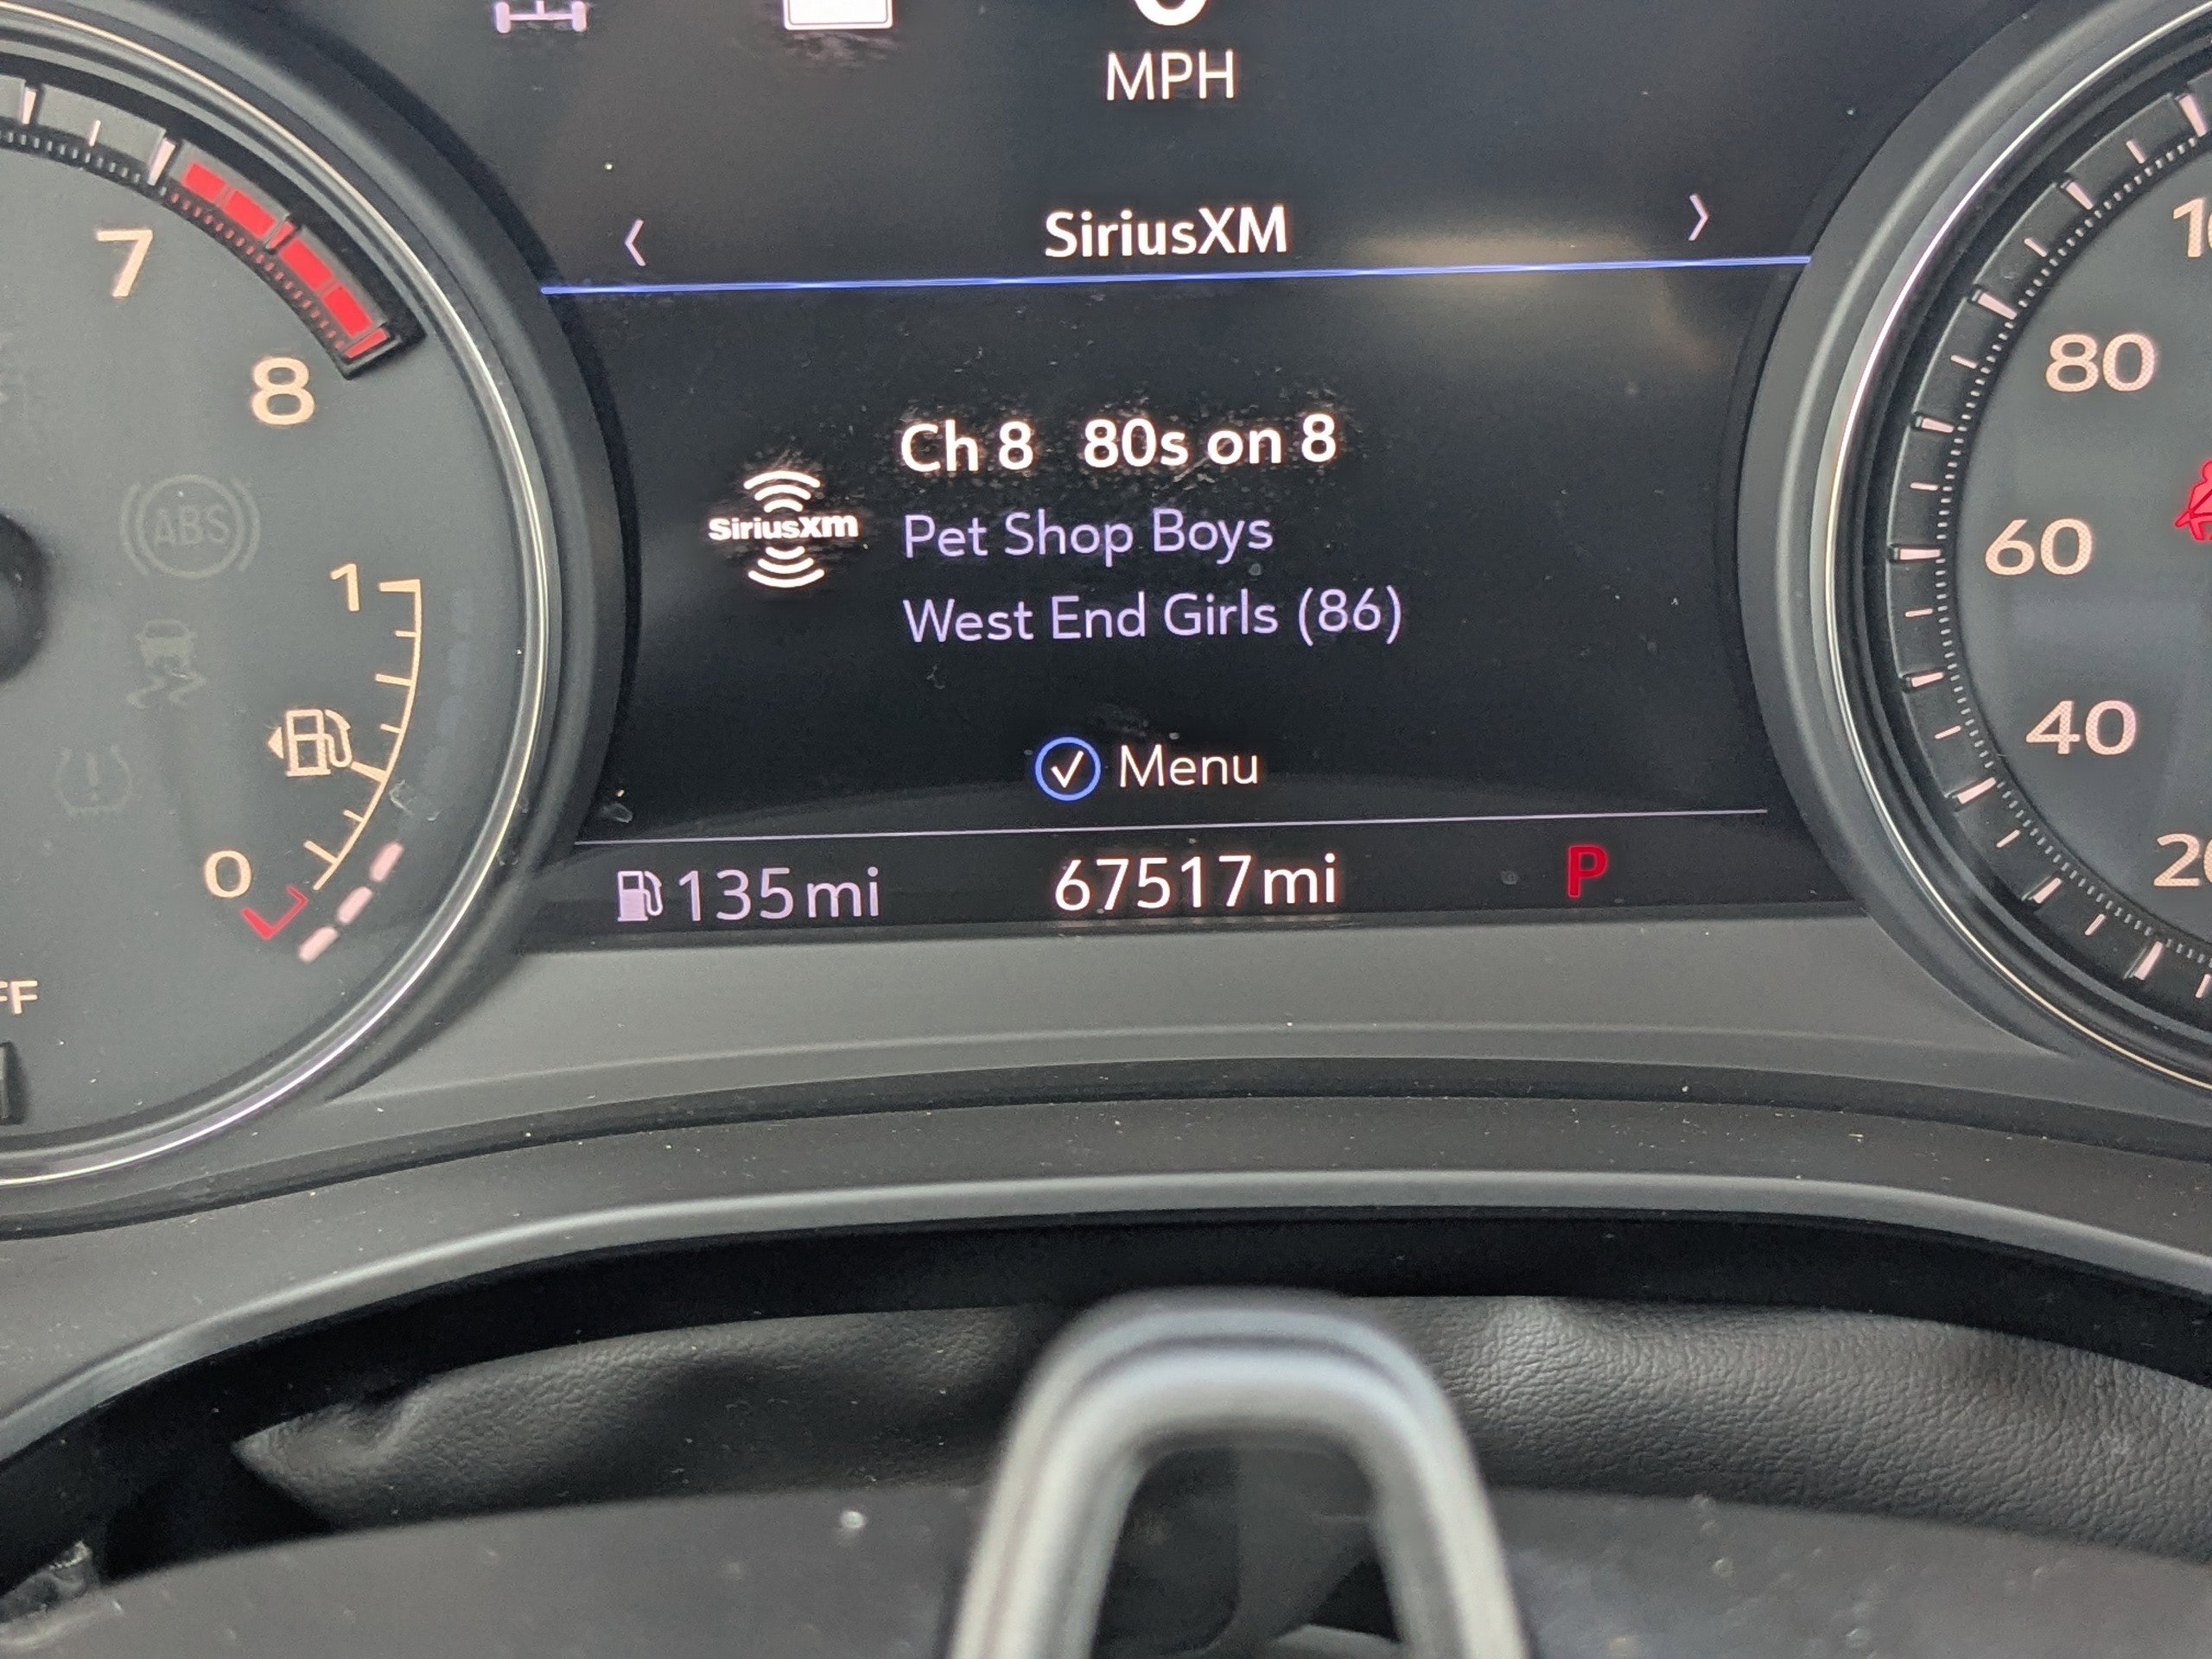 MPH
SiriusXM
7
8
ABS
1
0
Ch 8 80s on 8
SiriusXm
Pet Shop Boys
West End Girls (86)
Menu
135mi
67517mi
P
80
60
40